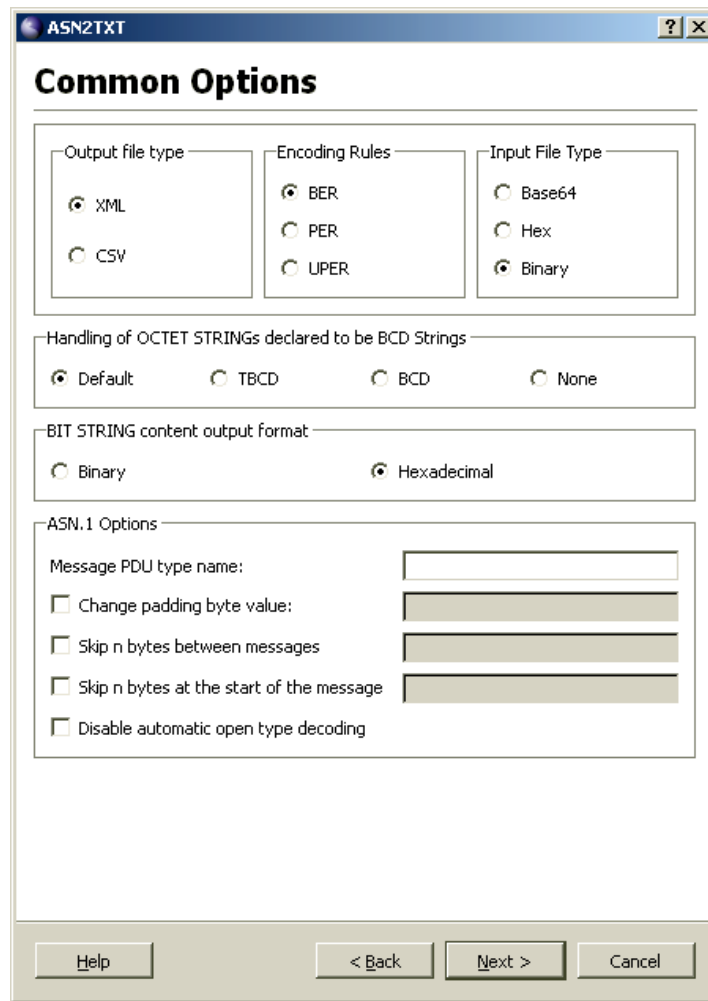 ASN2TXT
Common Options
Output file type
XML
CSV
Encoding Rules
BER
PER
UPER
Input File Type
Base64
Hex
Binary
Handling of OCTET STRINGs declared to be BCD Strings
Default TBCD BCD None
BIT STRING content output format
Binary Hexadecimal
ASN.1 Options
Message PDU type name:
Change padding byte value:
Skip n bytes between messages
Skip n bytes at the start of the message
Disable automatic open type decoding
Help < Back Next > Cancel